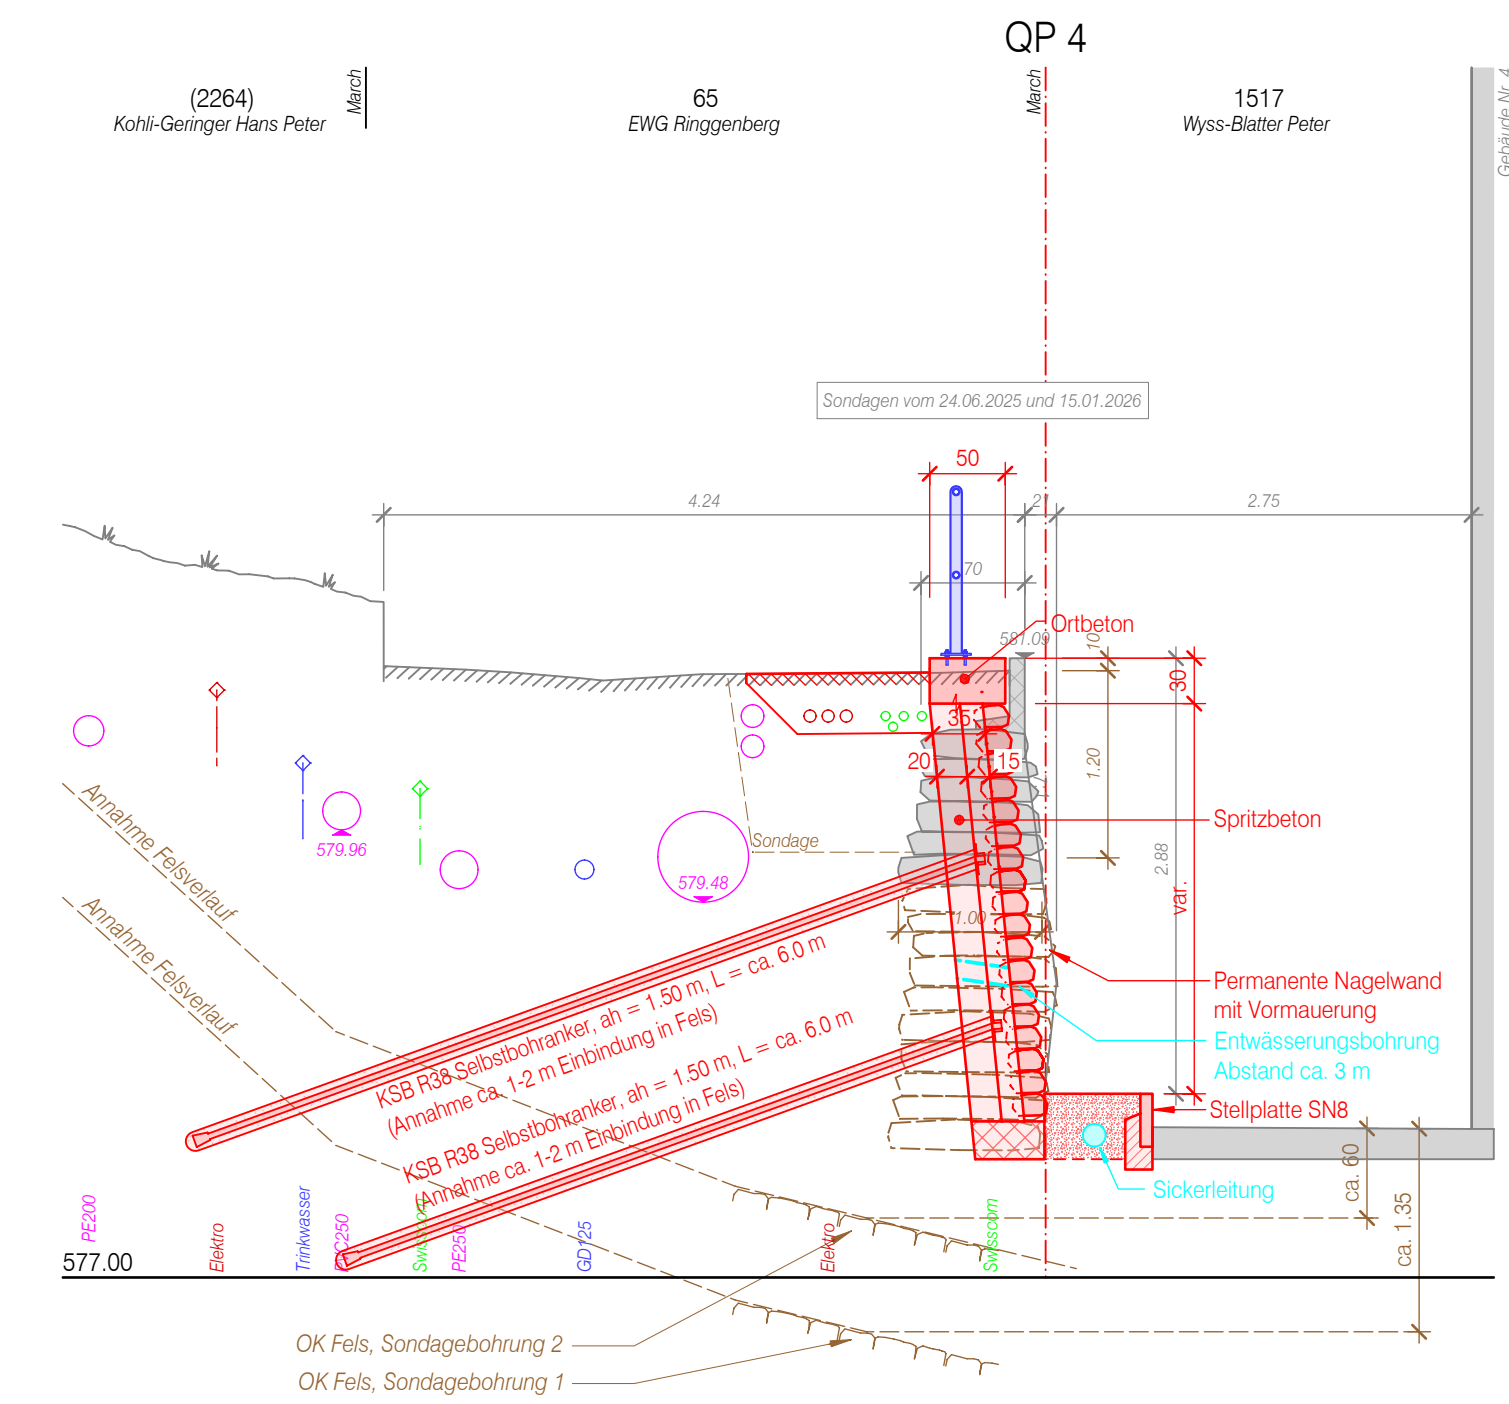 QP 4
(2264)
Kohli-Geringer Hans Peter
March
65
EWG Ringgenberg
March
1517
Wyss-Blatter Peter
Gebäude Nr. 4
Sondagen vom 24.06.2025 und 15.01.2026
50
4.24
21
2.75
70
581.09
Ortbeton
10
30
35
20
15
1.20
Spritzbeton
2.88
var.
Annahme Felsverlauf
579.96
579.48
Sondage
1.00
Annahme Felsverlauf
KSB R38 Selbstbohranker, ah = 1.50 m, L = ca. 6.0 m
(Annahme ca. 1-2 m Einbindung in Fels)
KSB R38 Selbstbohranker, ah = 1.50 m, L = ca. 6.0 m
(Annahme ca. 1-2 m Einbindung in Fels)
Permanente Nagelwand
mit Vormauerung
Entwässerungsbohrung
Abstand ca. 3 m
Stellplatte SN8
Sickerleitung
ca. 60
ca. 1.35
PE200
Elektro
Trinkwasser
Swisscom
PE250
GD125
Elektro
Swisscom
577.00
OK Fels, Sondagebohrung 2
OK Fels, Sondagebohrung 1